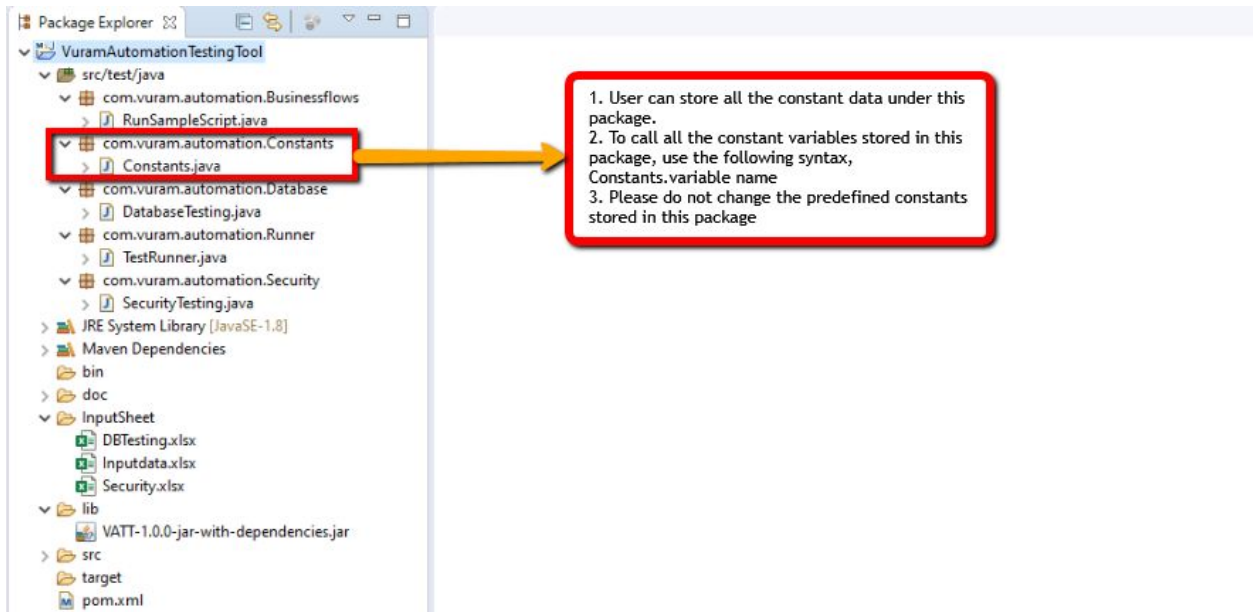 Package Explorer
VuramAutomationTestingTool
src/test/java
com.vuram.automation.Businessflows
RunSampleScript.java
com.vuram.automation.Constants
Constants.java
com.vuram.automation.Database
DatabaseTesting.java
com.vuram.automation.Runner
TestRunner.java
com.vuram.automation.Security
SecurityTesting.java
JRE System Library [JavaSE-1.8]
Maven Dependencies
bin
doc
InputSheet
DBTesting.xlsx
Inputdata.xlsx
Security.xlsx
lib
VATT-1.0.0-jar-with-dependencies.jar
src
target
pom.xml
1. User can store all the constant data under this
package.
2. To call all the constant variables stored in this
package, use the following syntax,
Constants.variable name
3. Please do not change the predefined constants
stored in this package